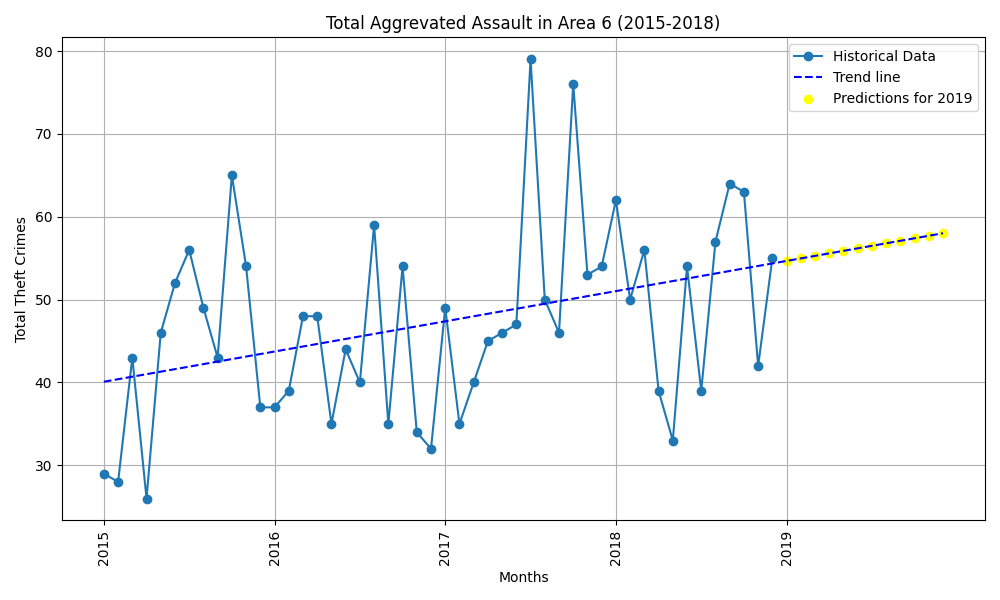 Total Aggrevated Assault in Area 6 (2015-2018)
Historical Data
Trend line
Predictions for 2019
80
70
60
50
40
30
Total Theft Crimes
2015
2016
2017
2018
2019
Months